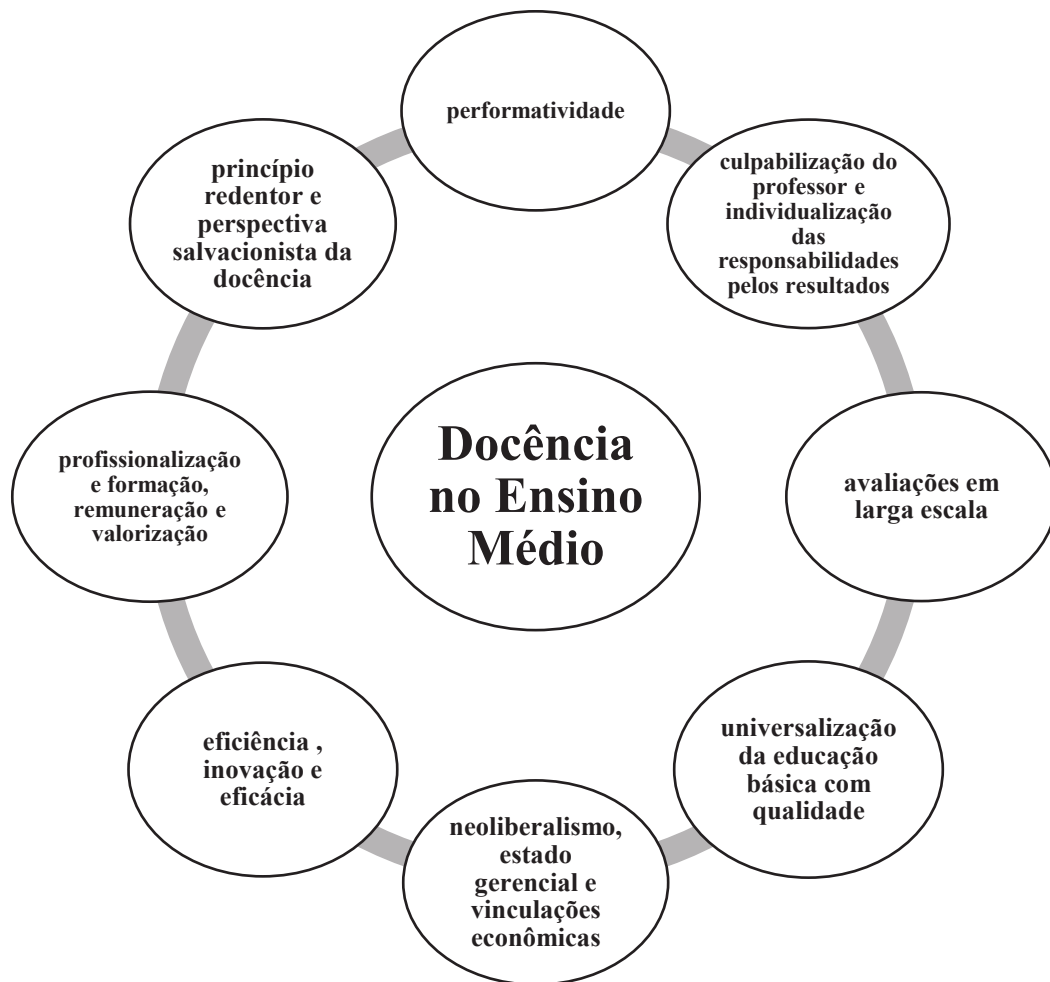 performatividade
culpabilização do
professor e
individualização
das
responsabilidades
pelos resultados
avaliações em
larga escala
universalização
da educação
básica com
qualidade
neoliberalismo,
estado
gerencial e
vinculações
econômicas
eficiência ,
inovação e
eficácia
profissionalização
e formação,
remuneração e
valorização
princípio
redentor e
perspectiva
salvacionista da
docência
Docência
no Ensino
Médio